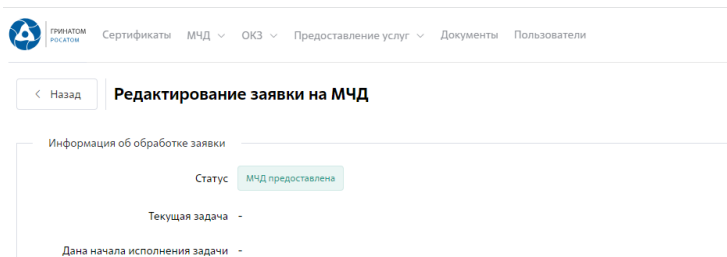 ГРИНАТОМ
РОСАТОМ
Сертификаты МЧД ОКЗ Предоставление услуг Документы Пользователи
< Назад Редактирование заявки на МЧД
Информация об обработке заявки
Статус МЧД предоставлена
Текущая задача -
Дана начала исполнения задачи -